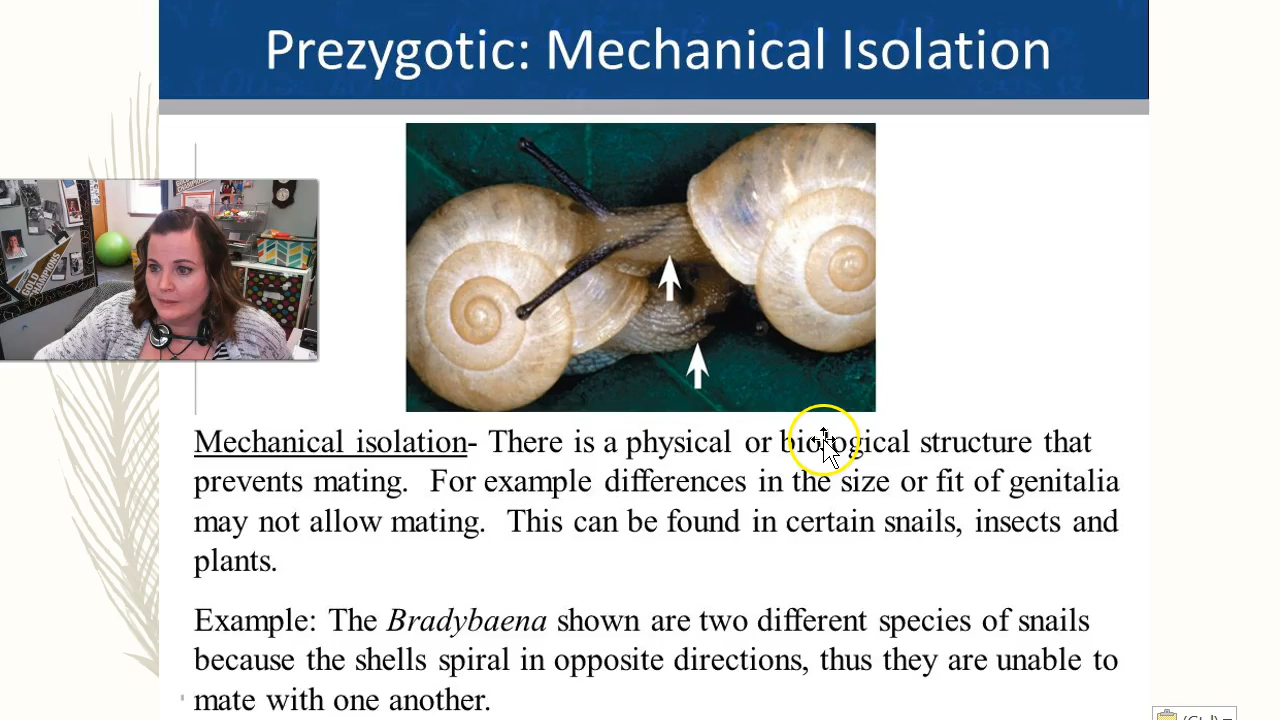 Prezygotic: Mechanical Isolation
GOLD
CHAMPIONS
Mechanical isolation- There is a physical or biological structure that
prevents mating. For example differences in the size or fit of genitalia
may not allow mating. This can be found in certain snails, insects and
plants.
Example: The Bradybaena shown are two different species of snails
because the shells spiral in opposite directions, thus they are unable to
mate with one another.
(Ctrl)